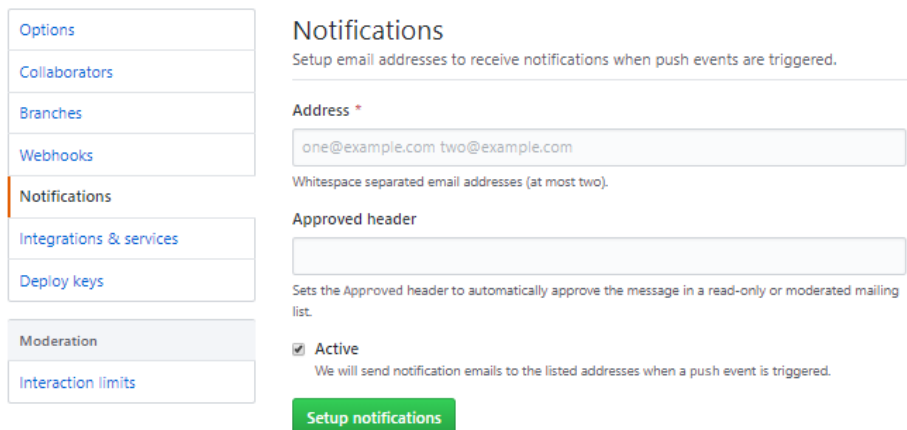 Options
Collaborators
Branches
Webhooks
Notifications
Integrations & services
Deploy keys
Moderation
Interaction limits
Notifications
Setup email addresses to receive notifications when push events are triggered.
Address *
one@example.com two@example.com
Whitespace separated email addresses (at most two).
Approved header
Sets the Approved header to automatically approve the message in a read-only or moderated mailing
list.
Active
We will send notification emails to the listed addresses when a push event is triggered.
Setup notifications